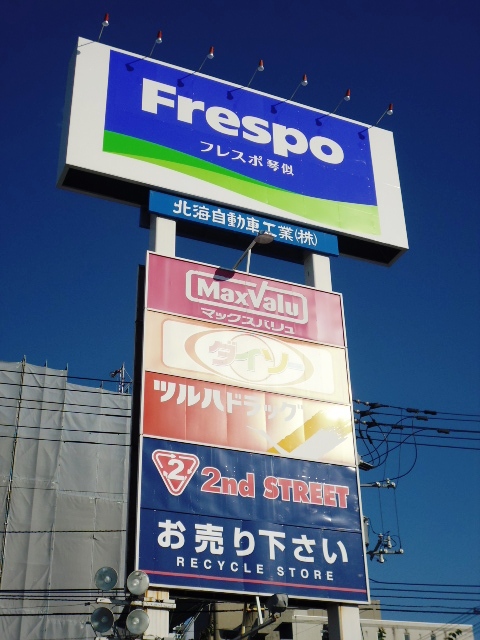 Frespo
フレスポ琴似
北海自動車工業(株)
MaxValu
マックスバリュ
ダイソー
ツルハドラッグ
2
2nd STREET
お売り下さい
RECYCLE STORE